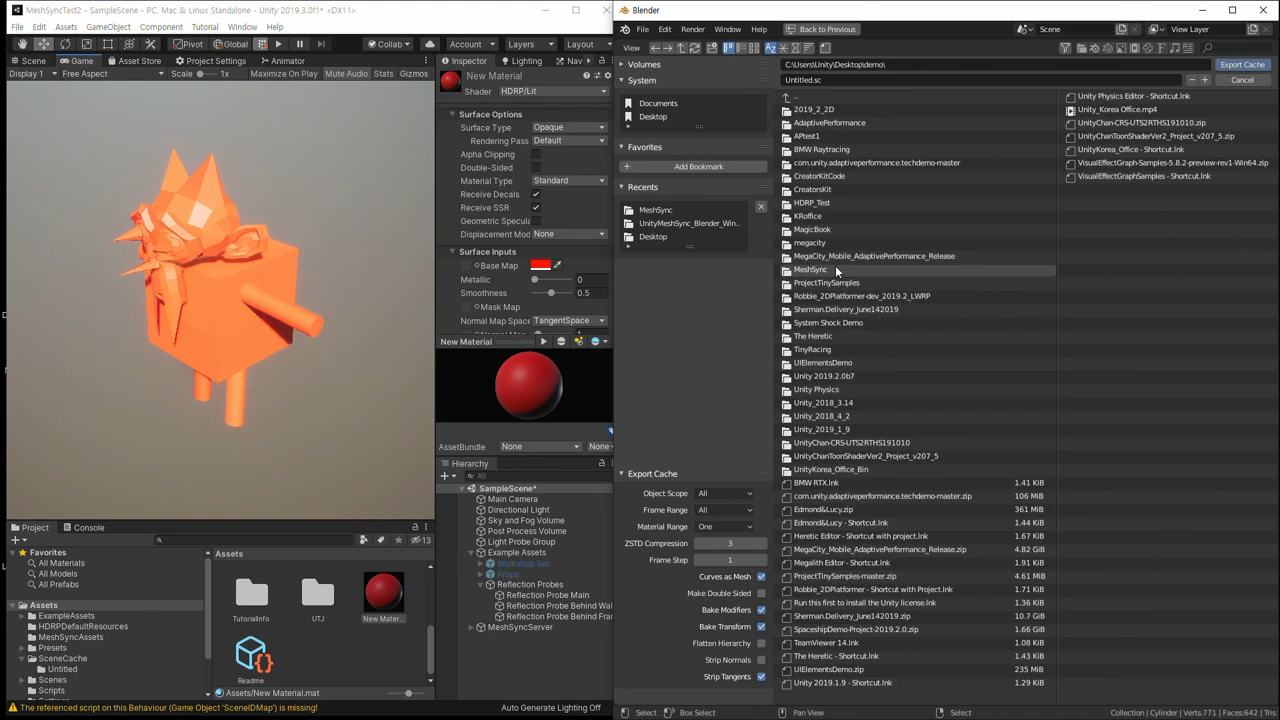 MeshSyncTest2 - SampleScene - PC, Mac & Linux Standalone - Unity 2019.3.0f1* <DX11>
File Edit Assets GameObject Component Tutorial Window Help
Pivot Global Collab Account Layers Layout
Scene Game Asset Store Project Settings Animator
Display 1 Free Aspect Scale 1x Maximize On Play Mute Audio Stats Gizmos
Inspector Lighting Nav
New Material
Shader HDRP/Lit
Surface Options
Surface Type Opaque
Rendering Pass Default
Alpha Clipping
Double-Sided
Material Type Standard
Receive Decals
Receive SSR
Geometric Specula
Displacement Mod None
Surface Inputs
Base Map
Metallic 0
Smoothness 0.5
Mask Map
Normal Map Space TangentSpace
New Material
AssetBundle None None
Hierarchy
All
SampleScene*
Main Camera
Directional Light
Sky and Fog Volume
Post Process Volume
Light Probe Group
Example Assets
Workshop Set
Props
Reflection Probes
Reflection Probe Main
Reflection Probe Behind Wal
Reflection Probe Behind Fran
MeshSyncServer
Project Console
13
Favorites
All Materials
All Models
All Prefabs
Assets
ExampleAssets
HDRPDefaultResources
MeshSyncAssets
Presets
SceneCache
Untitled
Scenes
Scripts
Assets
TutorialInfo UTJ New Mater...
Readme
Assets/New Material.mat
The referenced script on this Behaviour (Game Object 'SceneIDMap') is missing!
Auto Generate Lighting Off
Blender
File Edit Render Window Help Back to Previous Scene View Layer
View
C:\Users\Unity\Desktop\demo\ Export Cache
Untitled.sc Cancel
Volumes
System
Documents
Desktop
Favorites
Add Bookmark
Recents
MeshSync
UnityMeshSync_Blender_Win...
Desktop
Export Cache
Object Scope All
Frame Range All
Material Range One
ZSTD Compression 3
Frame Step 1
Curves as Mesh
Make Double Sided
Bake Modifiers
Bake Transform
Flatten Hierarchy
Strip Normals
Strip Tangents
..
2019_2_2D
AdaptivePerformance
APtest1
BMW Raytracing
com.unity.adaptiveperformance.techdemo-master
CreatorKitCode
CreatorsKit
HDRP_Test
KRoffice
MagicBook
megacity
MegaCity_Mobile_AdaptivePerformance_Release
MeshSync
ProjectTinySamples
Robbie_2DPlatformer-dev_2019.2_LWRP
Sherman.Delivery_June142019
System Shock Demo
The Heretic
TinyRacing
UIElementsDemo
Unity 2019.2.0b7
Unity Physics
Unity_2018_3.14
Unity_2018_4_2
Unity_2019_1_9
UnityChan-CRS-UTS2RTHS191010
UnityChanToonShaderVer2_Project_v207_5
UnityKorea_Office_Bin
BMW RTX.lnk 1.41 KiB
com.unity.adaptiveperformance.techdemo-master.zip 106 MiB
Edmond&Lucy.zip 361 MiB
Edmond&Lucy - Shortcut.lnk 1.44 KiB
Heretic Editor - Shortcut with project.lnk 1.67 KiB
MegaCity_Mobile_AdaptivePerformance_Release.zip 4.82 GiB
Megalith Editor - Shortcut.lnk 1.91 KiB
ProjectTinySamples-master.zip 4.61 MiB
Robbie_2DPlatformer - Shortcut with Project.lnk 1.71 KiB
Run this first to install the Unity license.lnk 1.36 KiB
Sherman.Delivery_June142019.zip 10.7 GiB
SpaceshipDemo-Project-2019.2.0.zip 1.66 GiB
TeamViewer 14.lnk 1.08 KiB
The Heretic - Shortcut.lnk 1.43 KiB
UIElementsDemo.zip 235 MiB
Unity 2019.1.9 - Shortcut.lnk 1.29 KiB
Unity Physics Editor - Shortcut.lnk
Unity_Korea Office.mp4
UnityChan-CRS-UTS2RTHS191010.zip
UnityChanToonShaderVer2_Project_v207_5.zip
UnityKorea_Office - Shortcut.lnk
VisualEffectGraph-Samples-5.8.2-preview-rev1-Win64.zip
VisualEffectGraphSamples - Shortcut.lnk
Select Box Select Pan View Select Collection | Cylinder | Verts:771 | Faces:642 | Tris: